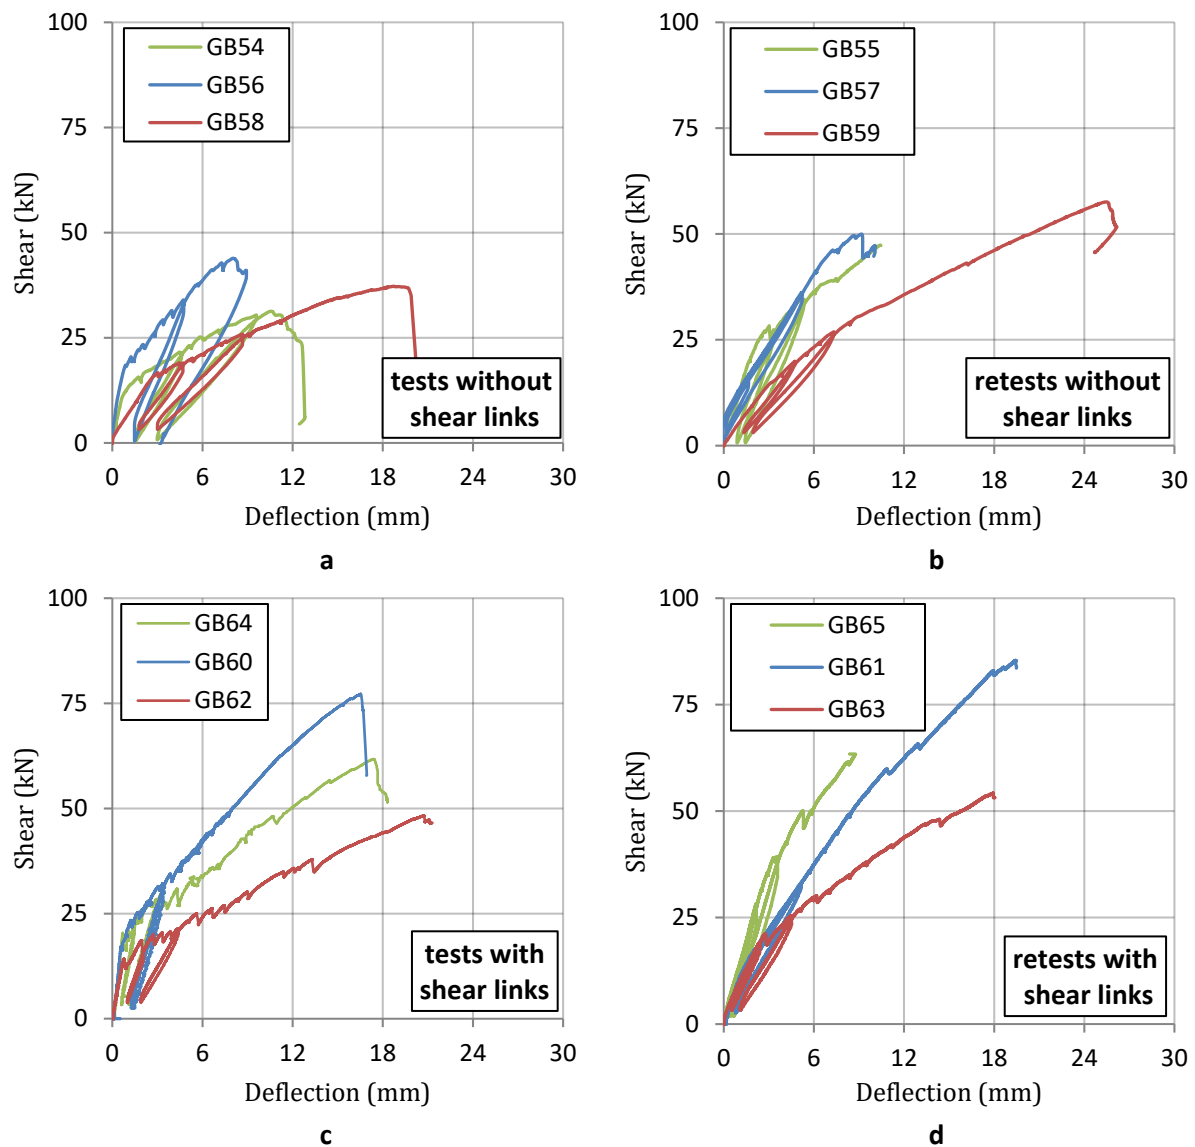 100
75
50
25
0
Shear (kN)
GB54
GB56
GB58
tests without
shear links
0 6 12 18 24 30
Deflection (mm)
a
100
75
50
25
0
Shear (kN)
GB55
GB57
GB59
retests without
shear links
0 6 12 18 24 30
Deflection (mm)
b
100
75
50
25
0
Shear (kN)
GB64
GB60
GB62
tests with
shear links
0 6 12 18 24 30
Deflection (mm)
c
100
75
50
25
0
Shear (kN)
GB65
GB61
GB63
retests with
shear links
0 6 12 18 24 30
Deflection (mm)
d